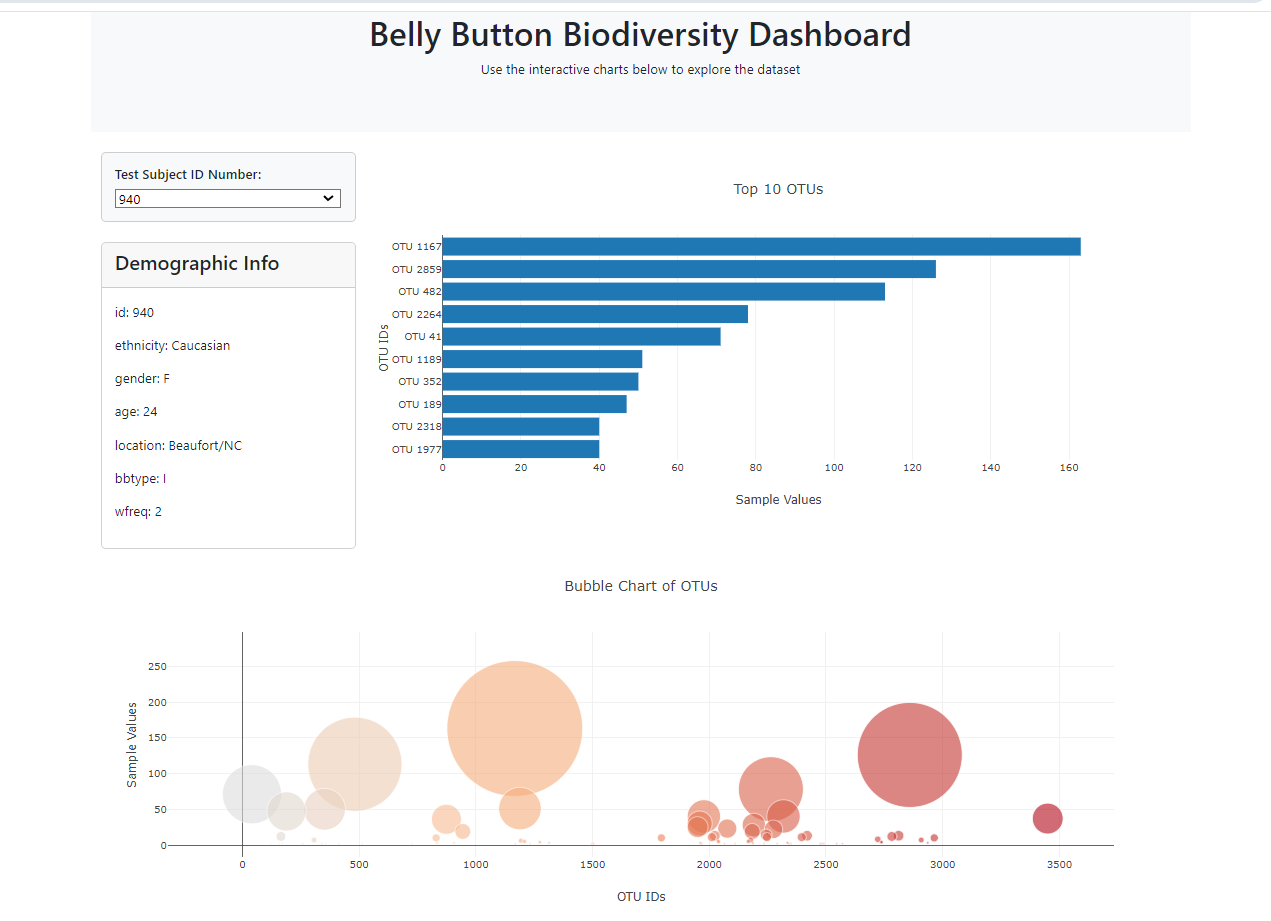 Belly Button Biodiversity Dashboard
Use the interactive charts below to explore the dataset
Test Subject ID Number:
940
Demographic Info
id: 940
ethnicity: Caucasian
gender: F
age: 24
location: Beaufort/NC
bbtype: I
wfreq: 2
Top 10 OTUs
OTU IDs
OTU 1167
OTU 2859
OTU 482
OTU 2264
OTU 41
OTU 1189
OTU 352
OTU 189
OTU 2318
OTU 1977
0 20 40 60 80 100 120 140 160
Sample Values
Bubble Chart of OTUs
Sample Values
250
200
150
100
50
0
0 500 1000 1500 2000 2500 3000 3500
OTU IDs